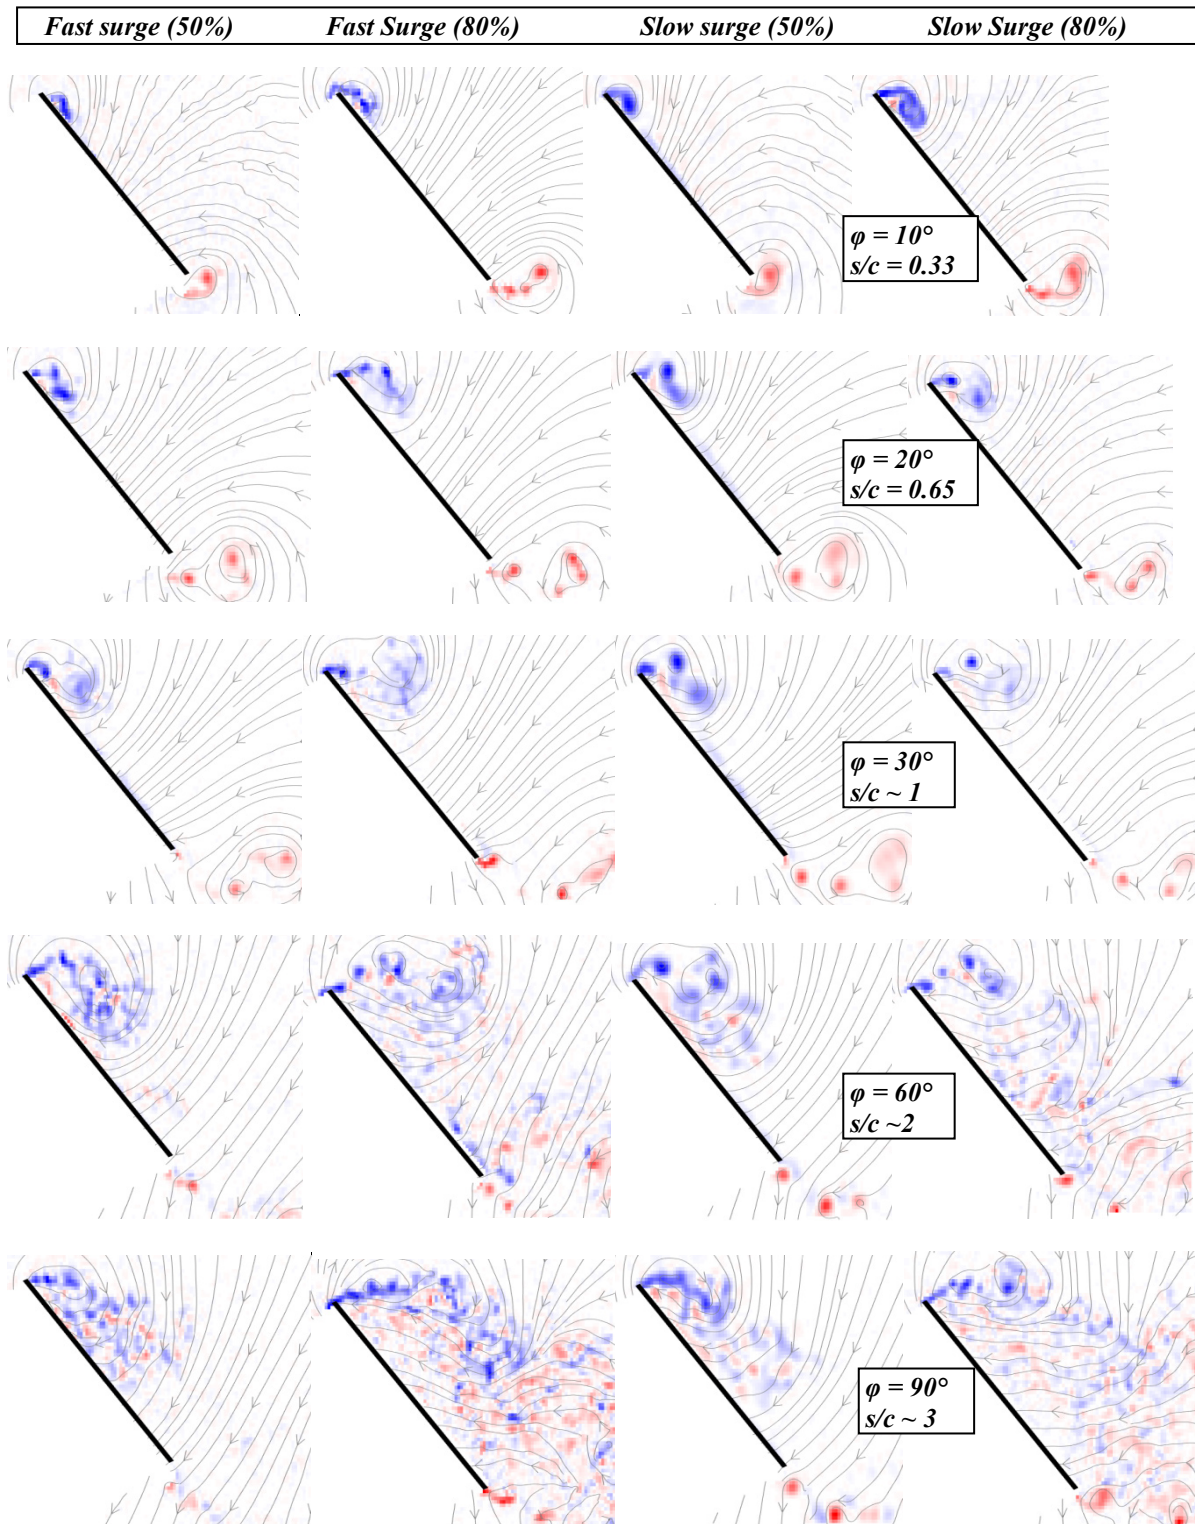 Fast surge (50%) Fast Surge (80%) Slow surge (50%) Slow Surge (80%)
φ = 10°
s/c = 0.33
φ = 20°
s/c = 0.65
φ = 30°
s/c ~ 1
φ = 60°
s/c ~2
φ = 90°
s/c ~ 3